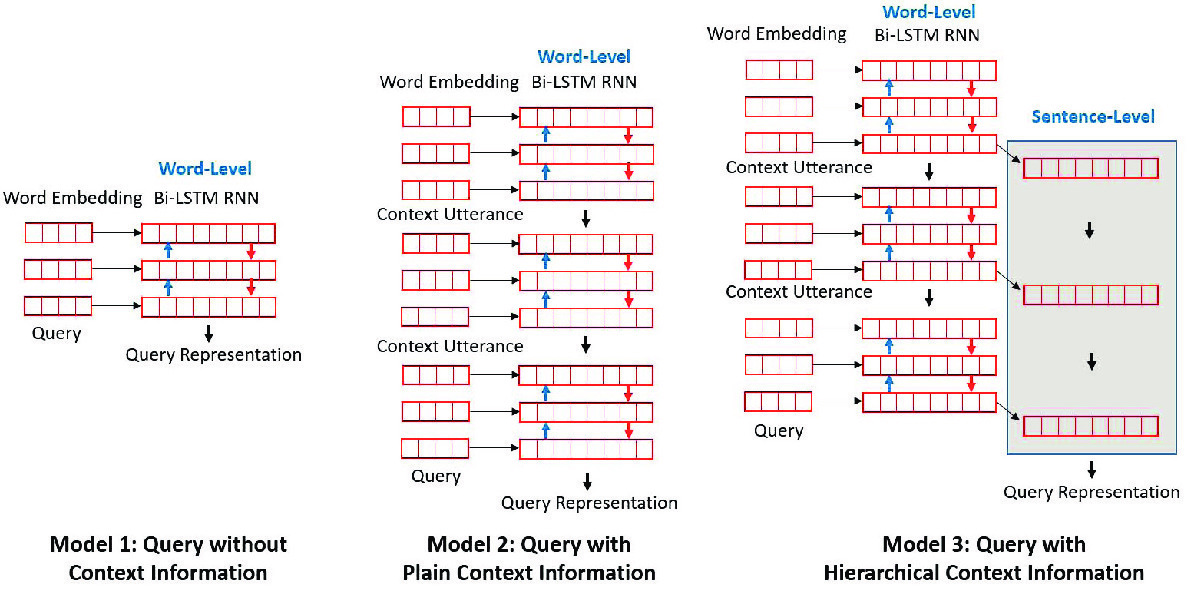 Word-Level
Word Embedding Bi-LSTM RNN
Query
Query Representation
Model 1: Query without
Context Information
Word-Level
Word Embedding Bi-LSTM RNN
Context Utterance
Context Utterance
Query
Query Representation
Model 2: Query with
Plain Context Information
Word-Level
Word Embedding Bi-LSTM RNN
Sentence-Level
Context Utterance
Context Utterance
Query
Query Representation
Model 3: Query with
Hierarchical Context Information